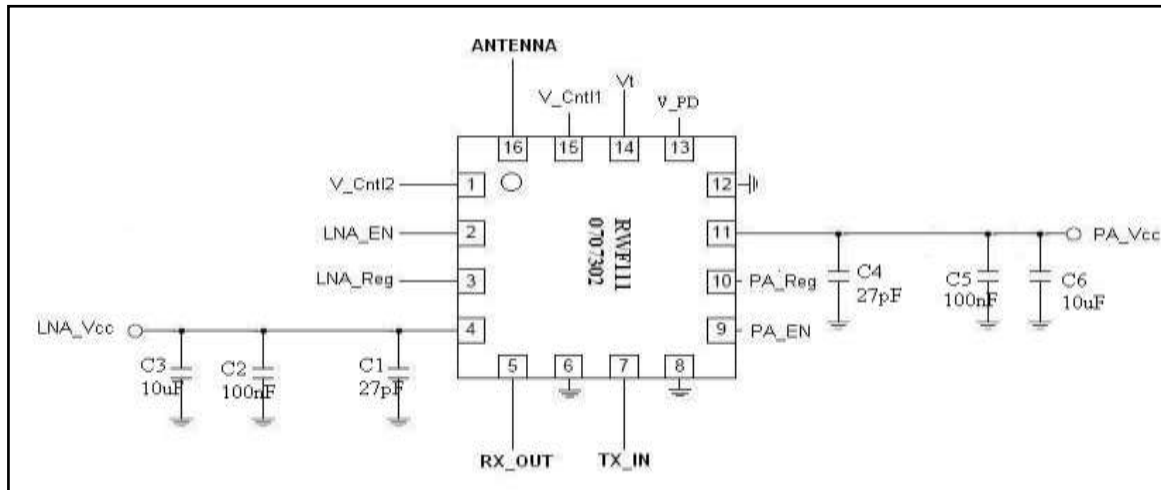 ANTENNA
V_Cntl1
Vt
V_PD
16
15
14
13
V_Cntl2
1
12
LNA_EN
2
11
PA_Vcc
LNA_Reg
3
10
PA_Reg
LNA_Vcc
4
9
PA_EN
RWF111
0707302
C4
27pF
C5
100nF
C6
10uF
C3
10uF
C2
100nF
C1
27pF
5
6
7
8
RX_OUT
TX_IN